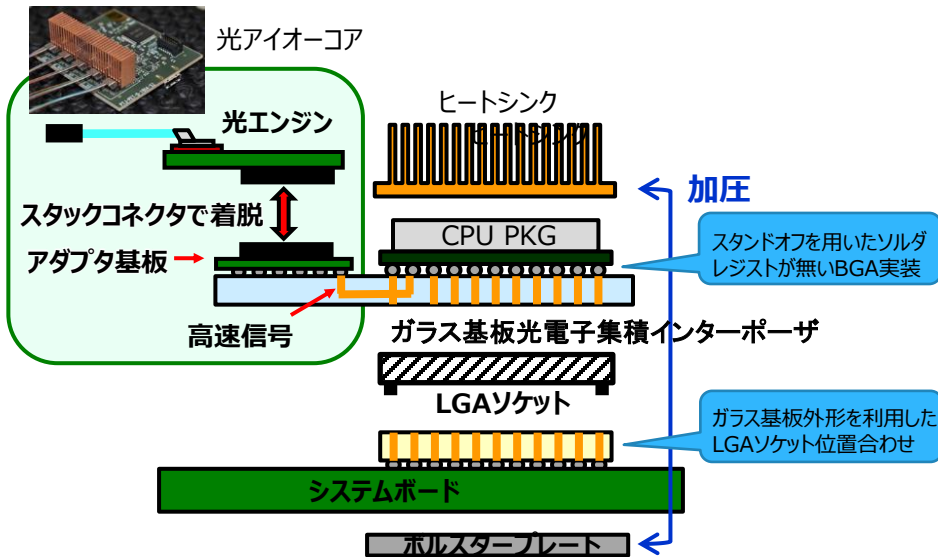 光アイオーコア
ヒートシンク
ヒートシンク
光エンジン
加圧
スタックコネクタで着脱
CPU PKG
スタンドオフを用いたソルダ
レジストが無いBGA実装
アダプタ基板
高速信号
ガラス基板光電子集積インターポーザ
LGAソケット
ガラス基板外形を利用した
LGAソケット位置合わせ
システムボード
ボルスタープレート